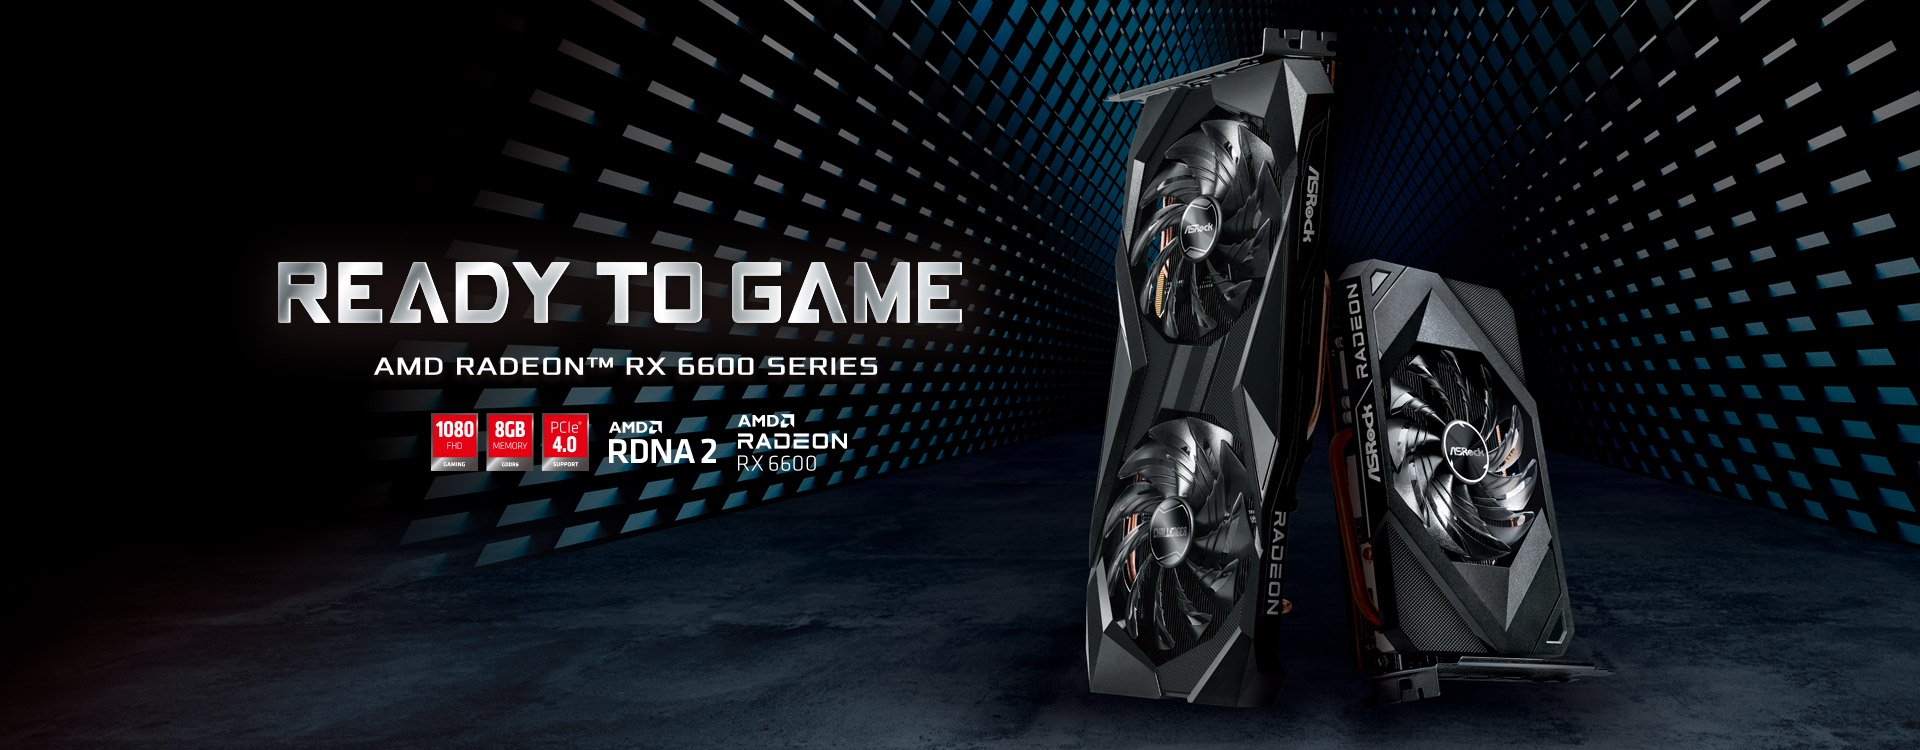 READY TO GAME
AMD RADEON™ RX 6600 SERIES
1080
FHD
GAMING
8GB
MEMORY
GDDR6
PCIe®
4.0
SUPPORT
AMD
RDNA 2
AMD
RADEON
RX 6600
ASRock
ASRock
CHALLENGER
RADEON
ASRock
RADEON
ASRock